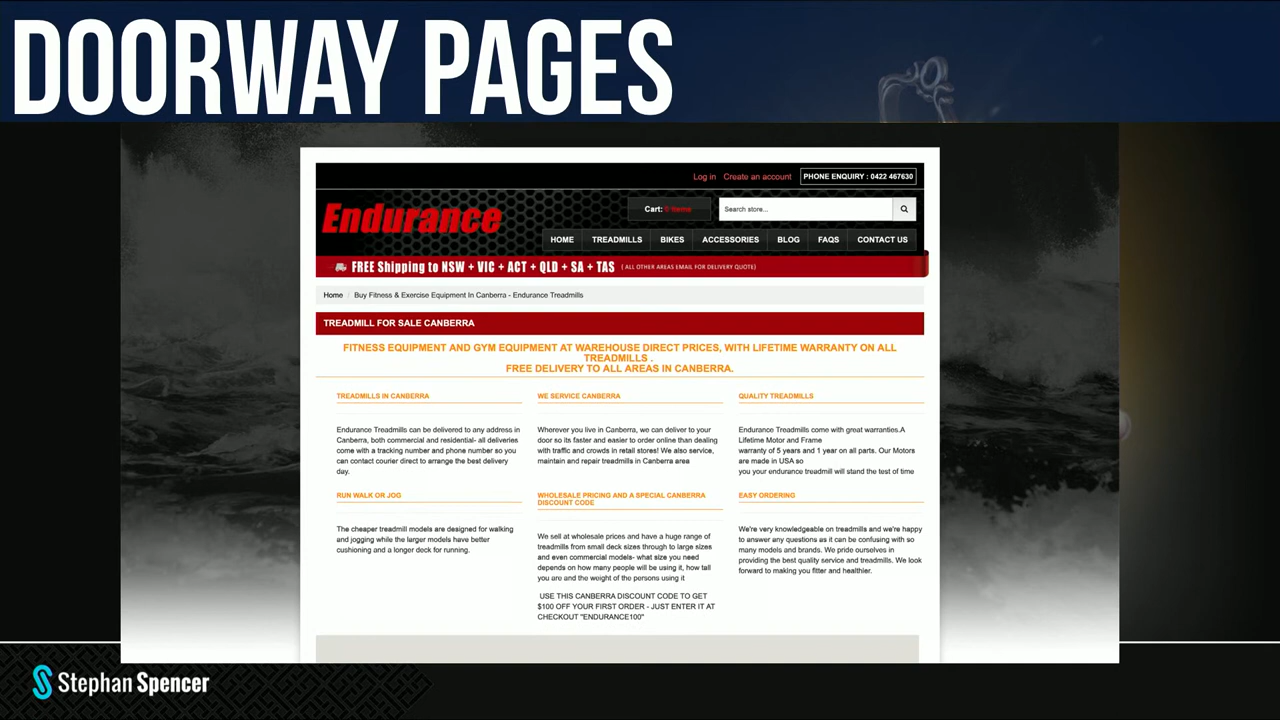 DOORWAY PAGES
Log in Create an account PHONE ENQUIRY : 0422 467630
Endurance
Cart: 0 items
Search store...
HOME TREADMILLS BIKES ACCESSORIES BLOG FAQS CONTACT US
FREE Shipping to NSW + VIC + ACT + QLD + SA + TAS ( ALL OTHER AREAS EMAIL FOR DELIVERY QUOTE)
Home / Buy Fitness & Exercise Equipment In Canberra - Endurance Treadmills
TREADMILL FOR SALE CANBERRA
FITNESS EQUIPMENT AND GYM EQUIPMENT AT WAREHOUSE DIRECT PRICES, WITH LIFETIME WARRANTY ON ALL
TREADMILLS .
FREE DELIVERY TO ALL AREAS IN CANBERRA.
TREADMILLS IN CANBERRA
Endurance Treadmills can be delivered to any address in
Canberra, both commercial and residential- all deliveries
come with a tracking number and phone number so you
can contact courier direct to arrange the best delivery
day.
WE SERVICE CANBERRA
Wherever you live in Canberra, we can deliver to your
door so its faster and easier to order online than dealing
with traffic and crowds in retail stores! We also service,
maintain and repair treadmills in Canberra area
QUALITY TREADMILLS
Endurance Treadmills come with great warranties.A
Lifetime Motor and Frame
warranty of 5 years and 1 year on all parts. Our Motors
are made in USA so
you your endurance treadmill will stand the test of time
RUN WALK OR JOG
The cheaper treadmill models are designed for walking
and jogging while the larger models have better
cushioning and a longer deck for running.
WHOLESALE PRICING AND A SPECIAL CANBERRA
DISCOUNT CODE
We sell at wholesale prices and have a huge range of
treadmills from small deck sizes through to large sizes
and even commercial models- what size you need
depends on how many people will be using it, how tall
you are and the weight of the persons using it
USE THIS CANBERRA DISCOUNT CODE TO GET
$100 OFF YOUR FIRST ORDER - JUST ENTER IT AT
CHECKOUT "ENDURANCE100"
EASY ORDERING
We're very knowledgeable on treadmills and we're happy
to answer any questions as it can be confusing with so
many models and brands. We pride ourselves in
providing the best quality service and treadmills. We look
forward to making you fitter and healthier.
Stephan Spencer